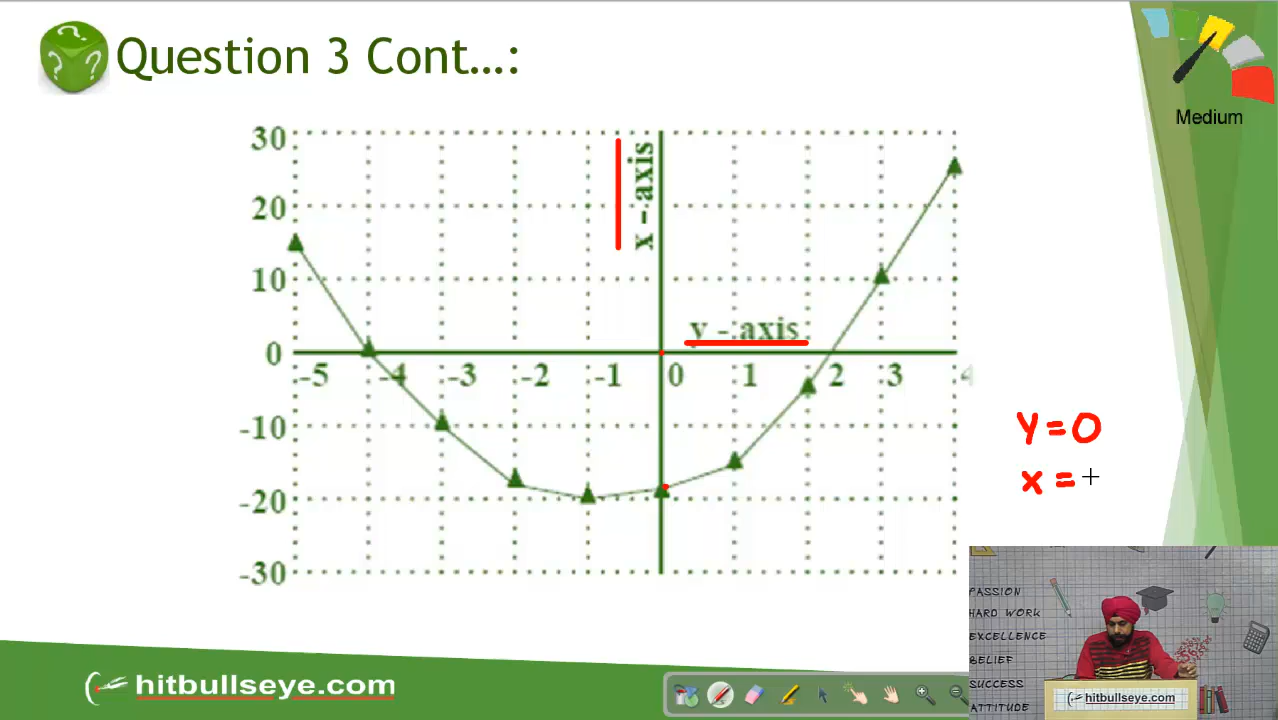 Question 3 Cont…:
Medium
30
20
10
0
-10
-20
-30
x - axis
y - axis
-5 -4 -3 -2 -1 0 1 2 3 4
Y = 0
x =
PASSION
HARD WORK
EXCELLENCE
BELIEF
SUCCESS
ATTITUDE
hitbullseye.com
hitbullseye.com